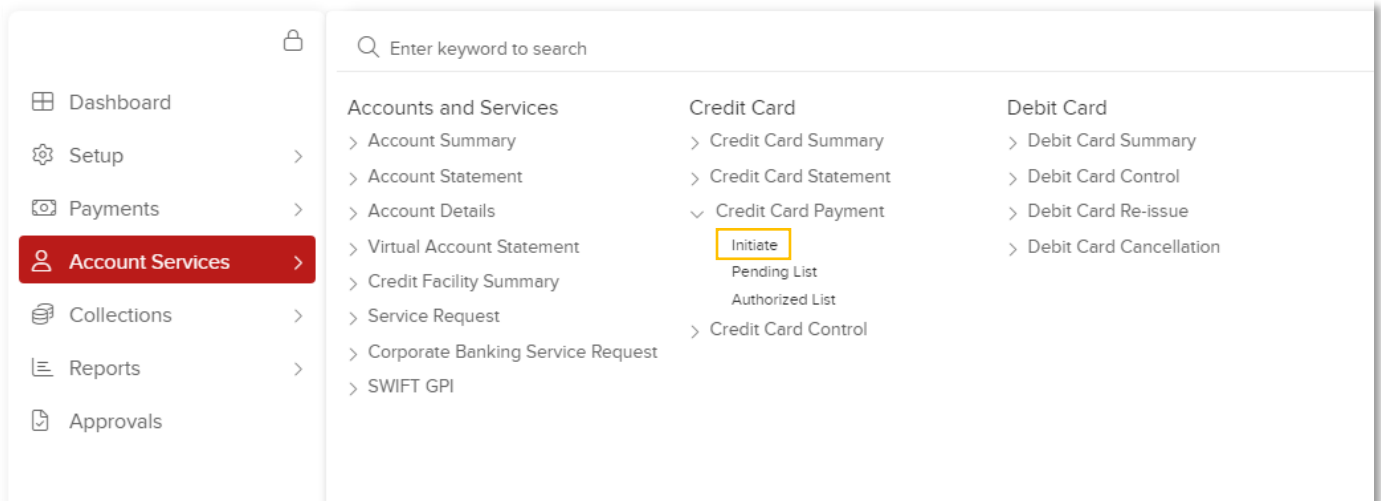 Dashboard
Setup
Payments
Account Services
Collections
Reports
Approvals
Enter keyword to search
Accounts and Services
Account Summary
Account Statement
Account Details
Virtual Account Statement
Credit Facility Summary
Service Request
Corporate Banking Service Request
SWIFT GPI
Credit Card
Credit Card Summary
Credit Card Statement
Credit Card Payment
Initiate
Pending List
Authorized List
Credit Card Control
Debit Card
Debit Card Summary
Debit Card Control
Debit Card Re-issue
Debit Card Cancellation